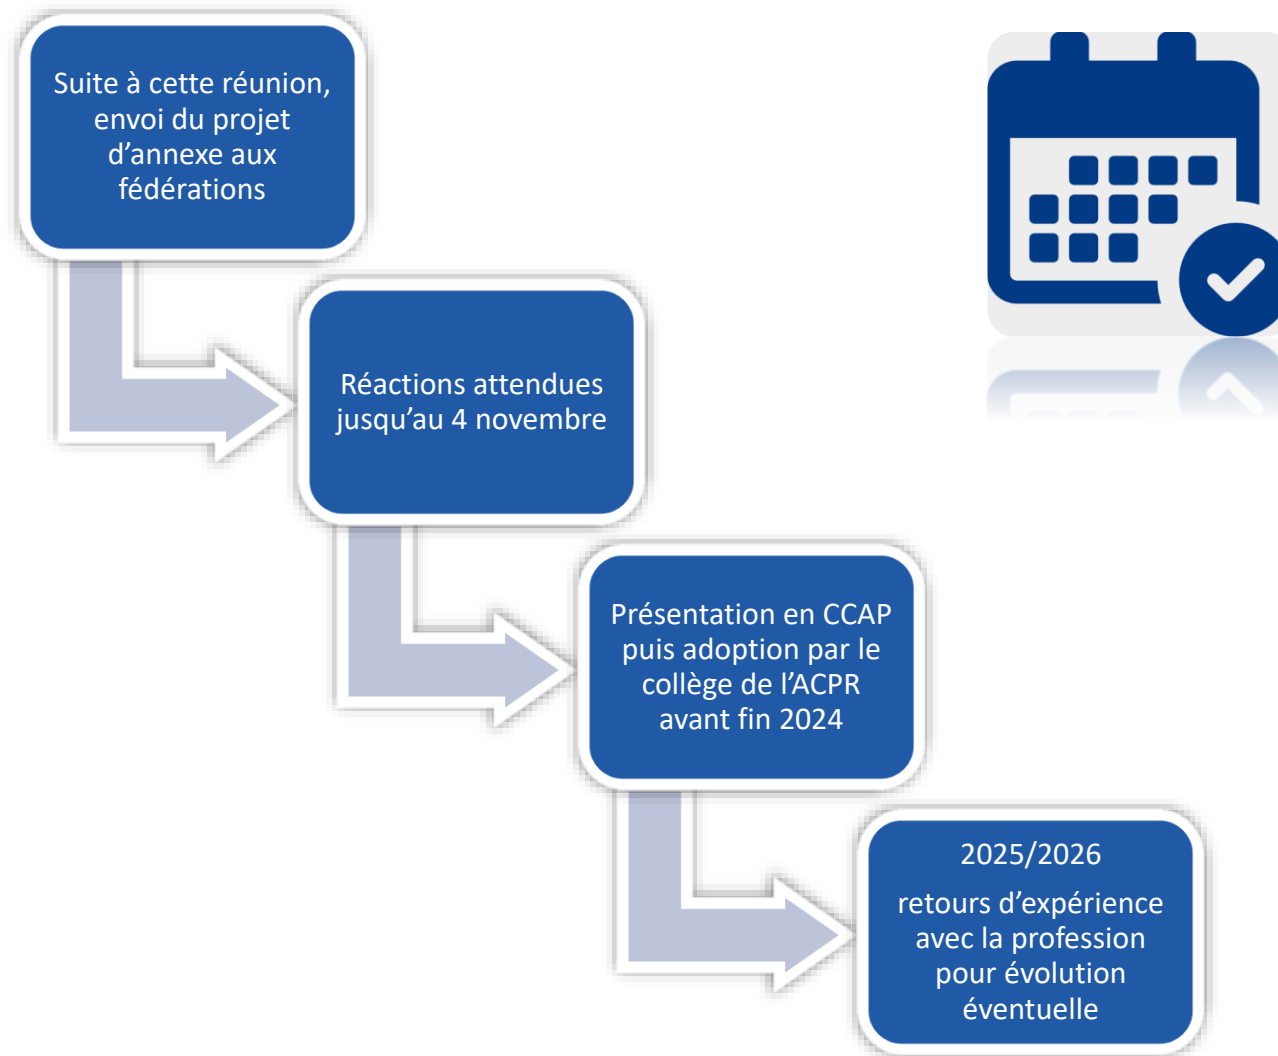 Suite à cette réunion,
envoi du projet
d’annexe aux
fédérations
Réactions attendues
jusqu’au 4 novembre
Présentation en CCAP
puis adoption par le
collège de l’ACPR
avant fin 2024
2025/2026
retours d’expérience
avec la profession
pour évolution
éventuelle